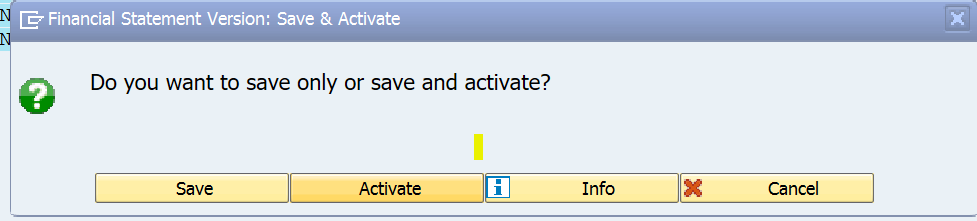 N
N
Financial Statement Version: Save & Activate
Do you want to save only or save and activate?
Save
Activate
Info
Cancel